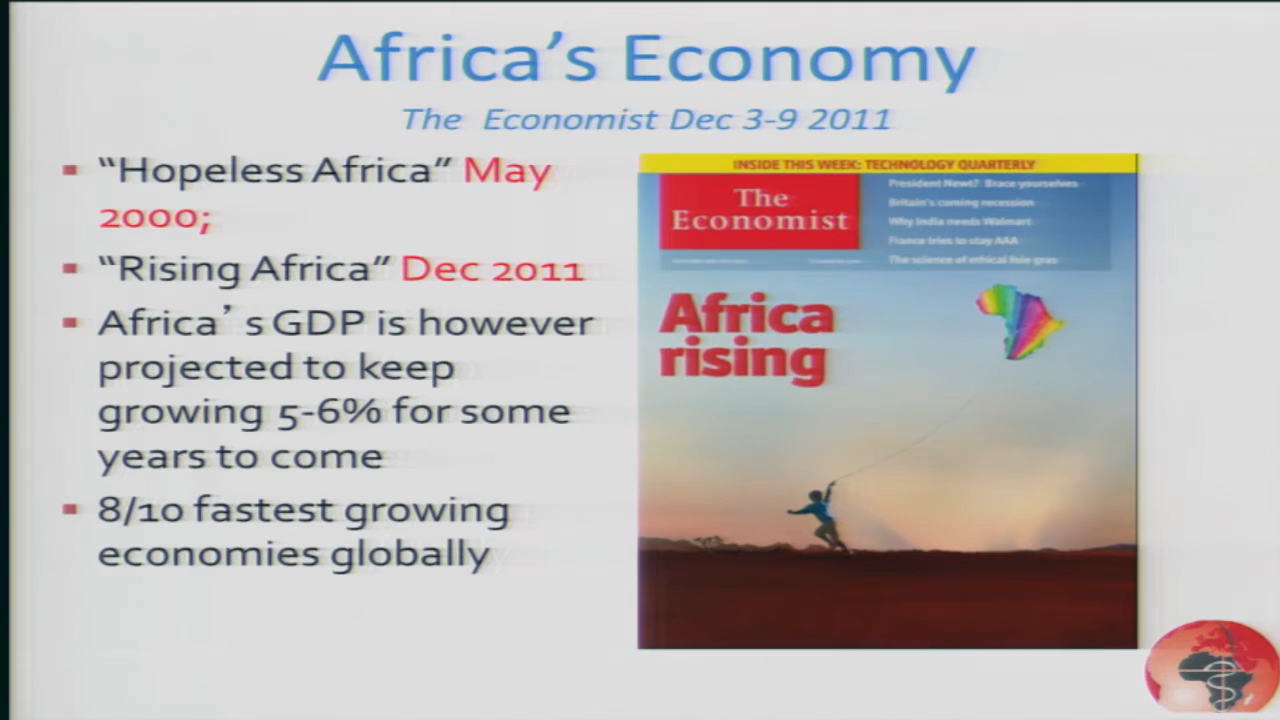 Africa’s Economy
The Economist Dec 3-9 2011
“Hopeless Africa” May
2000;
“Rising Africa” Dec 2011
Africa’ s GDP is however
projected to keep
growing 5-6% for some
years to come
8/10 fastest growing
economies globally
INSIDE THIS WEEK: TECHNOLOGY QUARTERLY
The
Economist
President Newt? Brace yourselves
Britain's coming recession
Why India needs Walmart
France tries to stay AAA
The science of ethical foie gras
Africa
rising